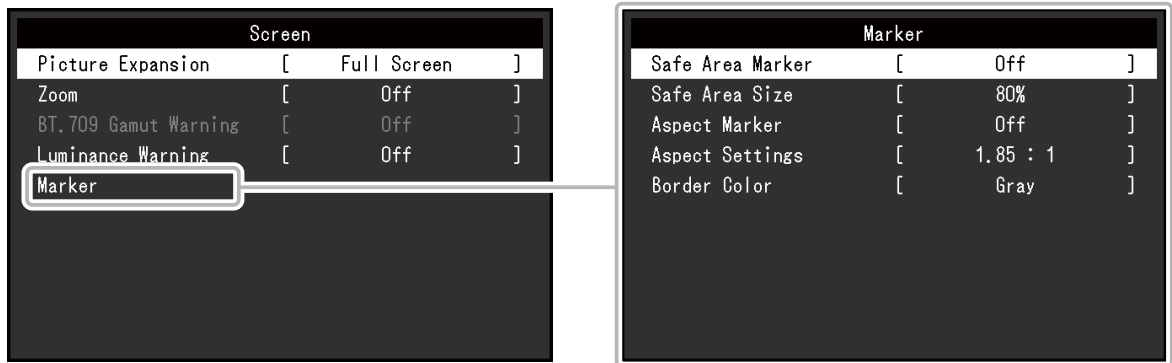 Screen
Picture Expansion [ Full Screen ]
Zoom [ Off ]
BT.709 Gamut Warning [ Off ]
Luminance Warning [ Off ]
Marker
Marker
Safe Area Marker [ Off ]
Safe Area Size [ 80% ]
Aspect Marker [ Off ]
Aspect Settings [ 1.85 : 1 ]
Border Color [ Gray ]